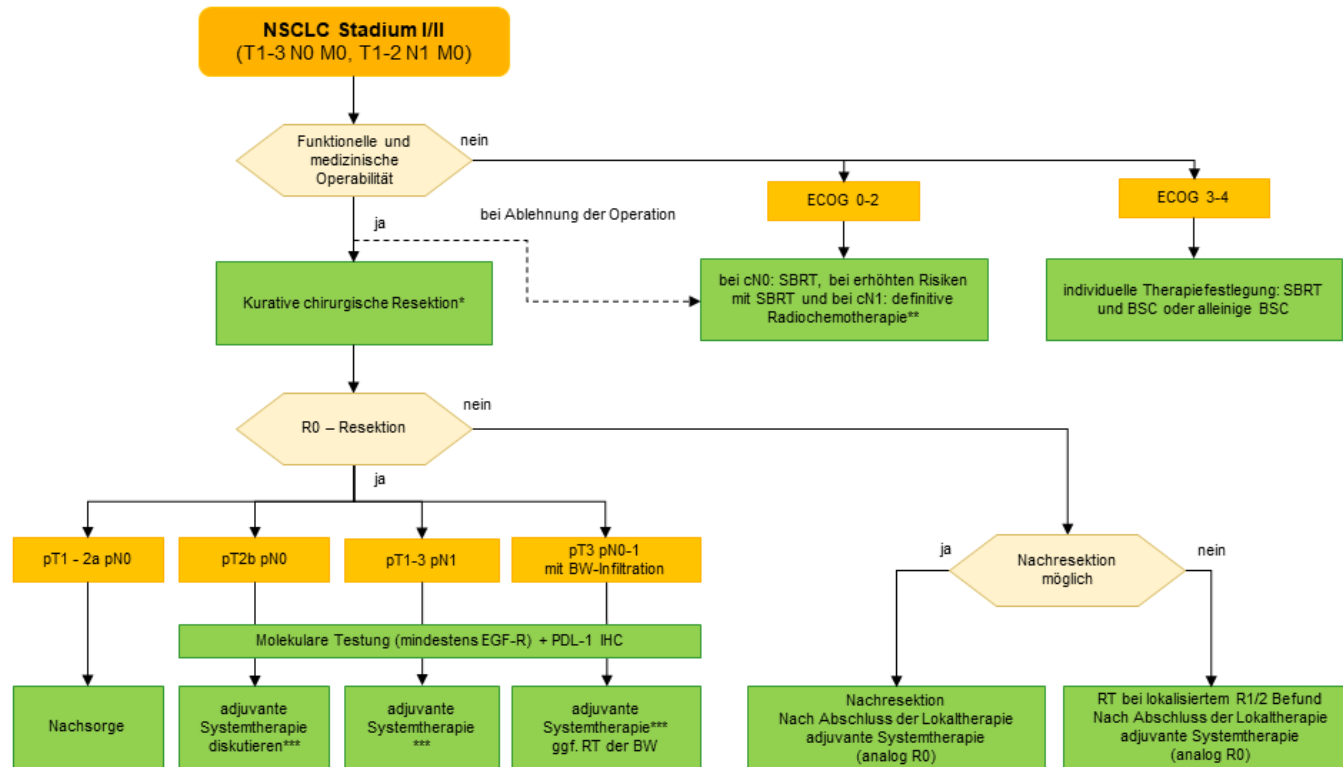 NSCLC Stadium I/II
(T1-3 N0 M0, T1-2 N1 M0)
Funktionelle und
medizinische
Operabilität
nein
ja
bei Ablehnung der Operation
ECOG 0-2
ECOG 3-4
Kurative chirurgische Resektion*
bei cN0: SBRT, bei erhöhten Risiken
mit SBRT und bei cN1: definitive
Radiochemotherapie**
individuelle Therapiefestlegung: SBRT
und BSC oder alleinige BSC
R0 – Resektion
nein
ja
pT1 - 2a pN0
pT2b pN0
pT1-3 pN1
pT3 pN0-1
mit BW-Infiltration
ja
Nachresektion
möglich
nein
Molekulare Testung (mindestens EGF-R) + PDL-1 IHC
Nachsorge
adjuvante
Systemtherapie
diskutieren***
adjuvante
Systemtherapie
***
adjuvante
Systemtherapie***
ggf. RT der BW
Nachresektion
Nach Abschluss der Lokaltherapie
adjuvante Systemtherapie
(analog R0)
RT bei lokalisiertem R1/2 Befund
Nach Abschluss der Lokaltherapie
adjuvante Systemtherapie
(analog R0)